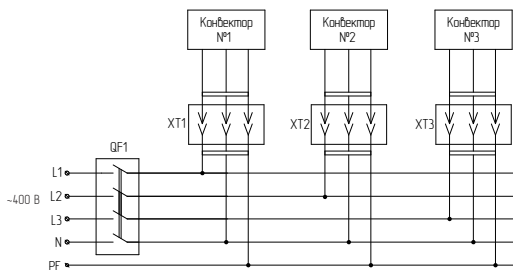 Конвектор
№1
Конвектор
№2
Конвектор
№3
XT1
XT2
XT3
QF1
L1
L2
~400 В
L3
N
PE